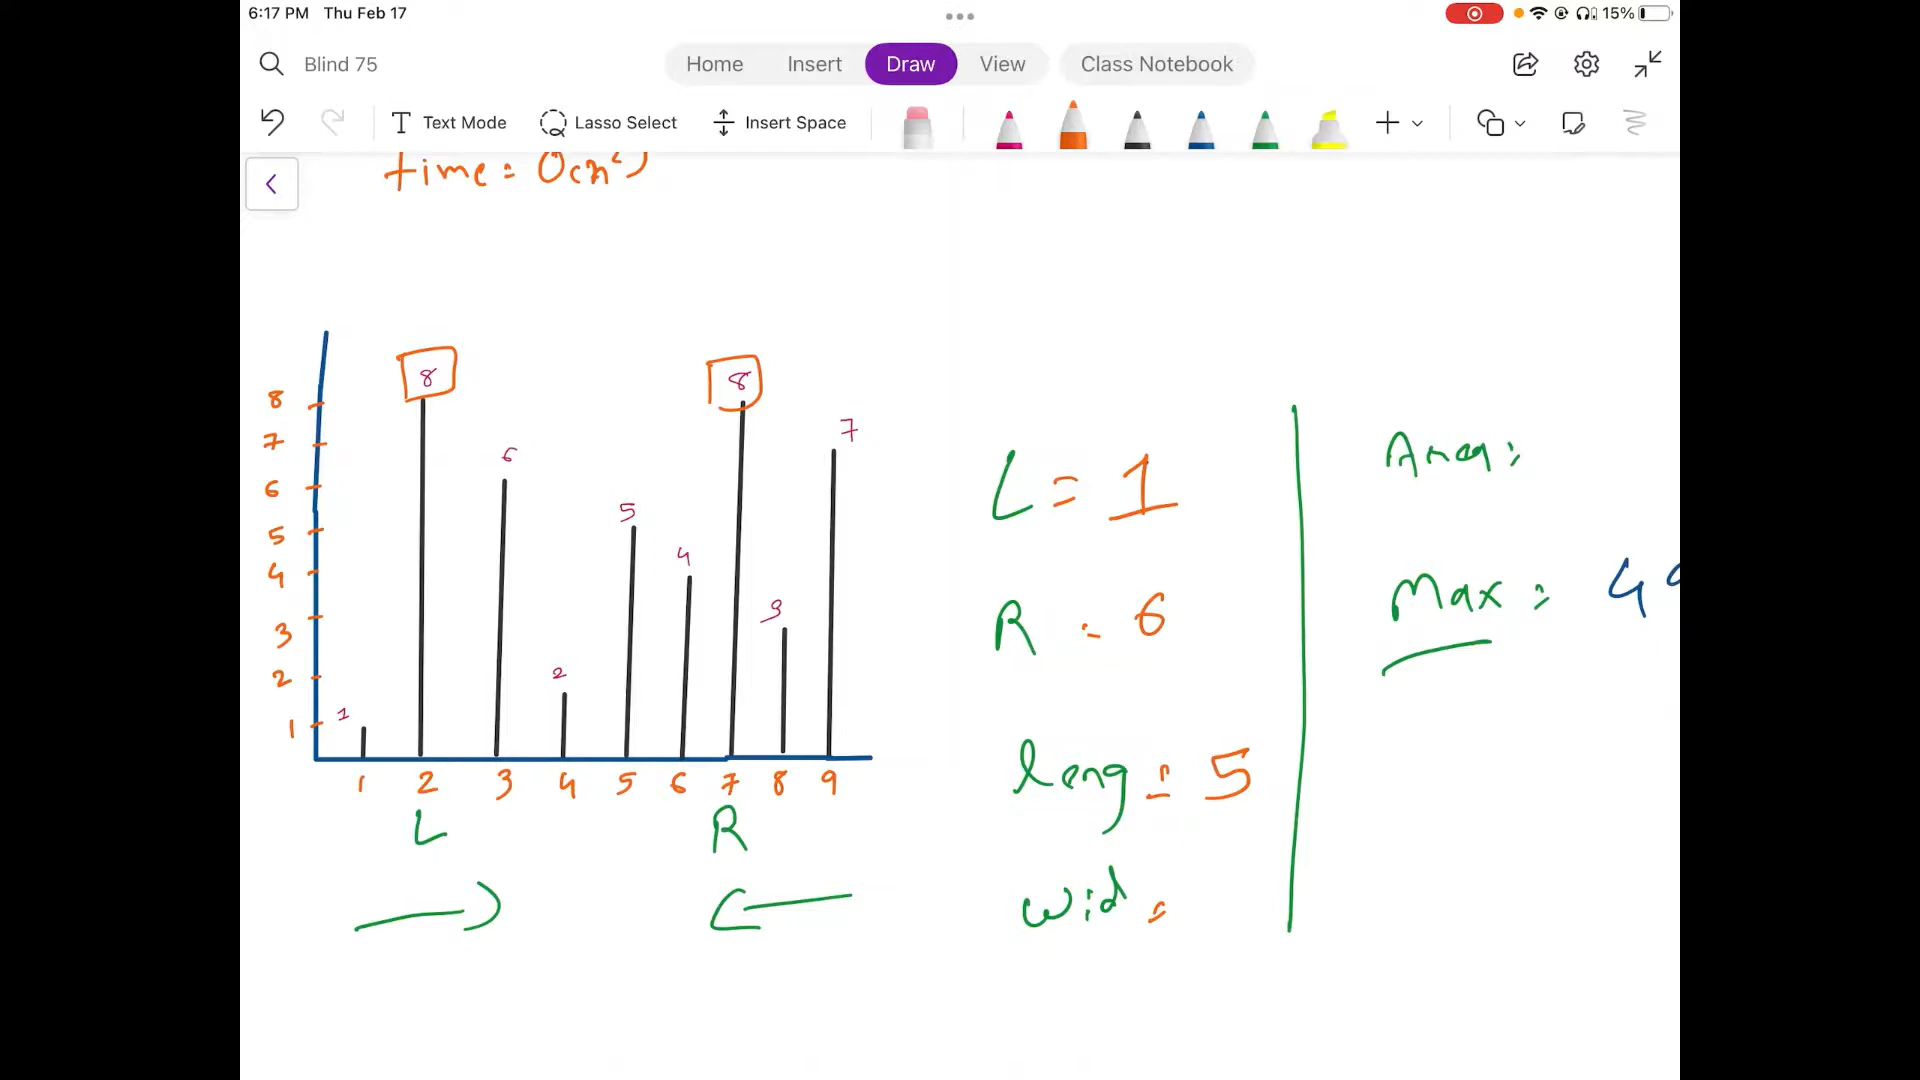 6:17 PM Thu Feb 17
15%
Blind 75
Home Insert Draw View Class Notebook
Text Mode Lasso Select Insert Space
time = O(n²)
8 8
8
7 7
6 6
5 5
4 4
3 3
2 2
1 1
1 2 3 4 5 6 7 8 9
L R
L = 1
R = 6
leng = 5
wid =
Area:
Max = 49